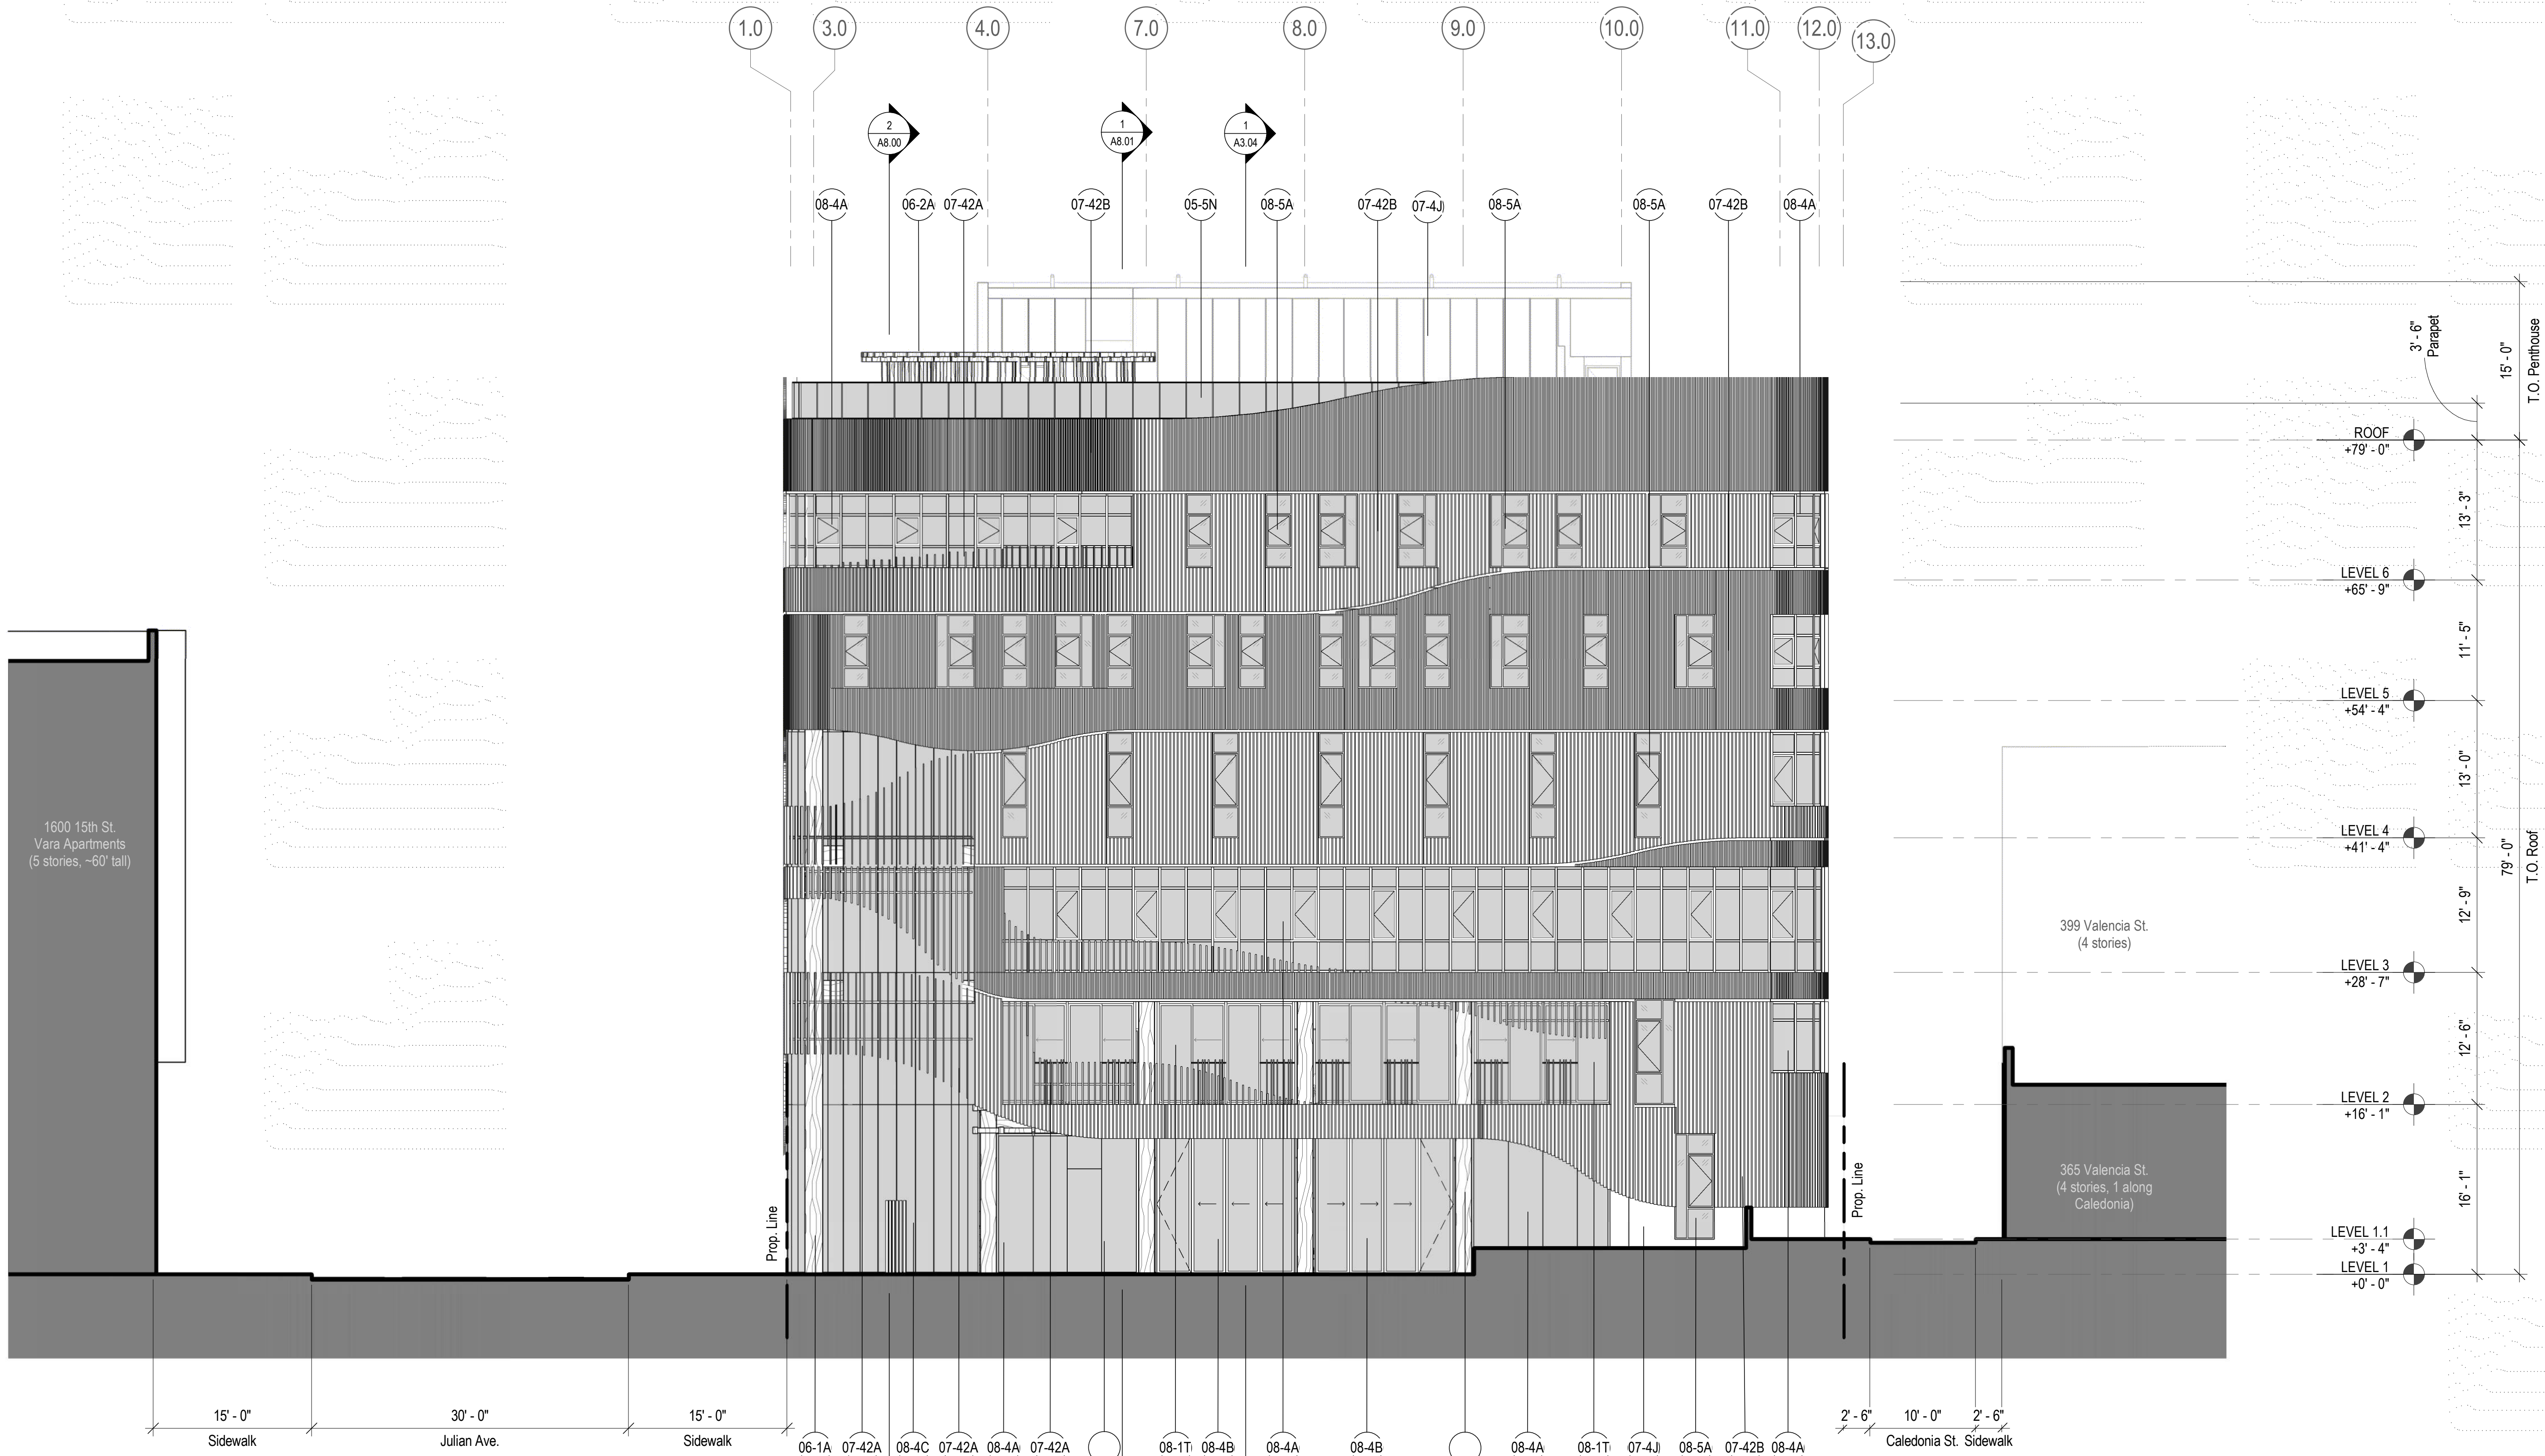 1.0 3.0 4.0 7.0 8.0 9.0 10.0 11.0 12.0 13.0
2
A8.00
1
A8.01
1
A3.04
08-4A 06-2A 07-42A 07-42B 05-5N 08-5A 07-42B 07-4J 08-5A 08-5A 07-42B 08-4A
3' - 6"
Parapet
15' - 0"
T.O. Penthouse
ROOF
+79' - 0"
13' - 3"
LEVEL 6
+65' - 9"
11' - 5"
LEVEL 5
+54' - 4"
13' - 0"
LEVEL 4
+41' - 4"
79' - 0"
T.O. Roof
12' - 9"
LEVEL 3
+28' - 7"
12' - 6"
LEVEL 2
+16' - 1"
16' - 1"
LEVEL 1.1
+3' - 4"
LEVEL 1
+0' - 0"
1600 15th St.
Vara Apartments
(5 stories, ~60' tall)
399 Valencia St.
(4 stories)
365 Valencia St.
(4 stories, 1 along
Caledonia)
Prop. Line
Prop. Line
15' - 0"
Sidewalk
30' - 0"
Julian Ave.
15' - 0"
Sidewalk
2' - 6" 10' - 0" 2' - 6"
Caledonia St. Sidewalk
06-1A 07-42A 08-4C 07-42A 08-4A 07-42A 08-1T 08-4B 08-4A 08-4B 08-4A 08-1T 07-4J 08-5A 07-42B 08-4A